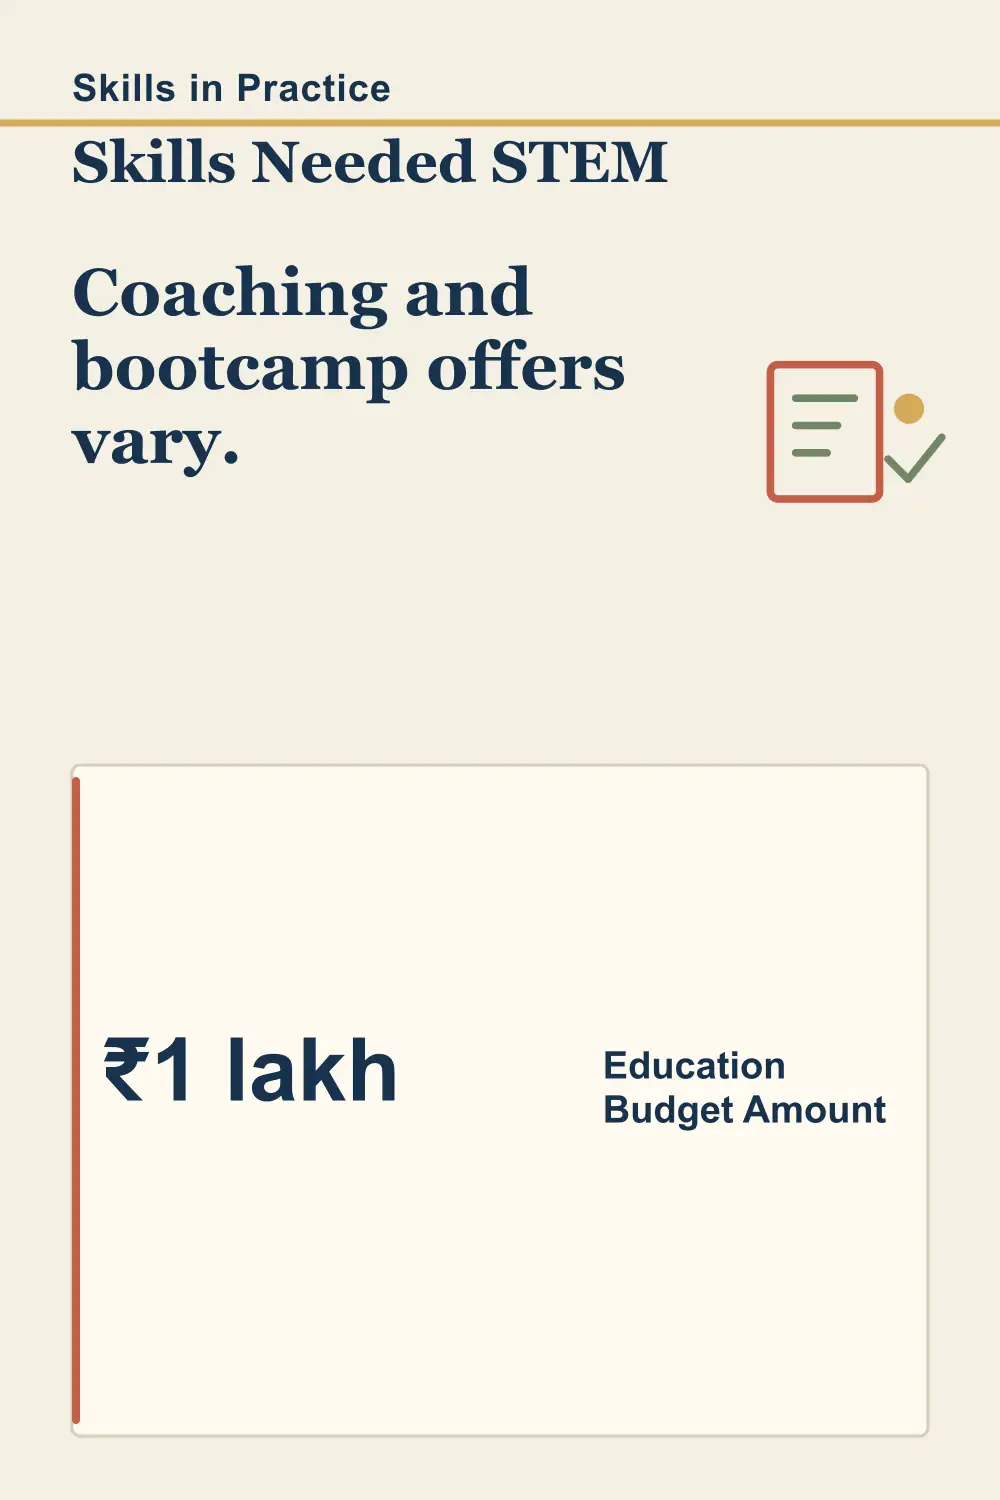 Skills in Practice
Skills Needed STEM
Coaching and
bootcamp offers
vary.
₹1 lakh
Education
Budget Amount